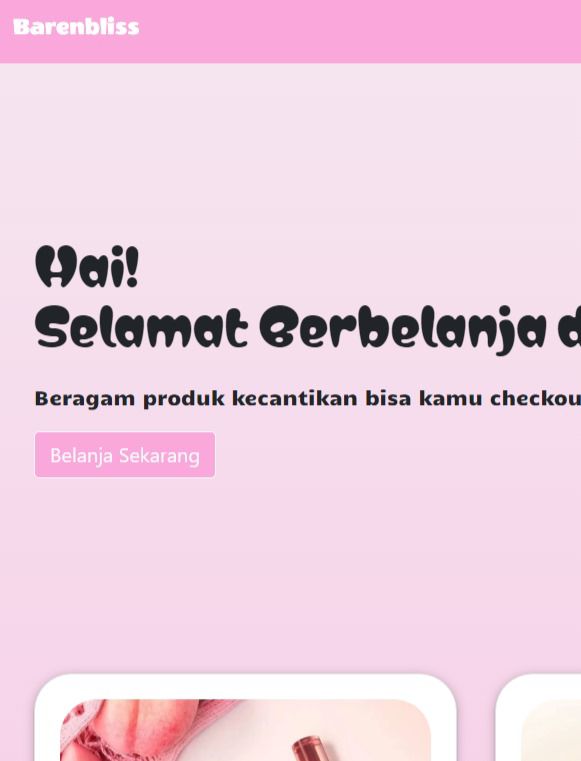 Barenbliss
Hai!
Selamat Berbelanja
Beragam produk kecantikan bisa kamu
Belanja Sekarang